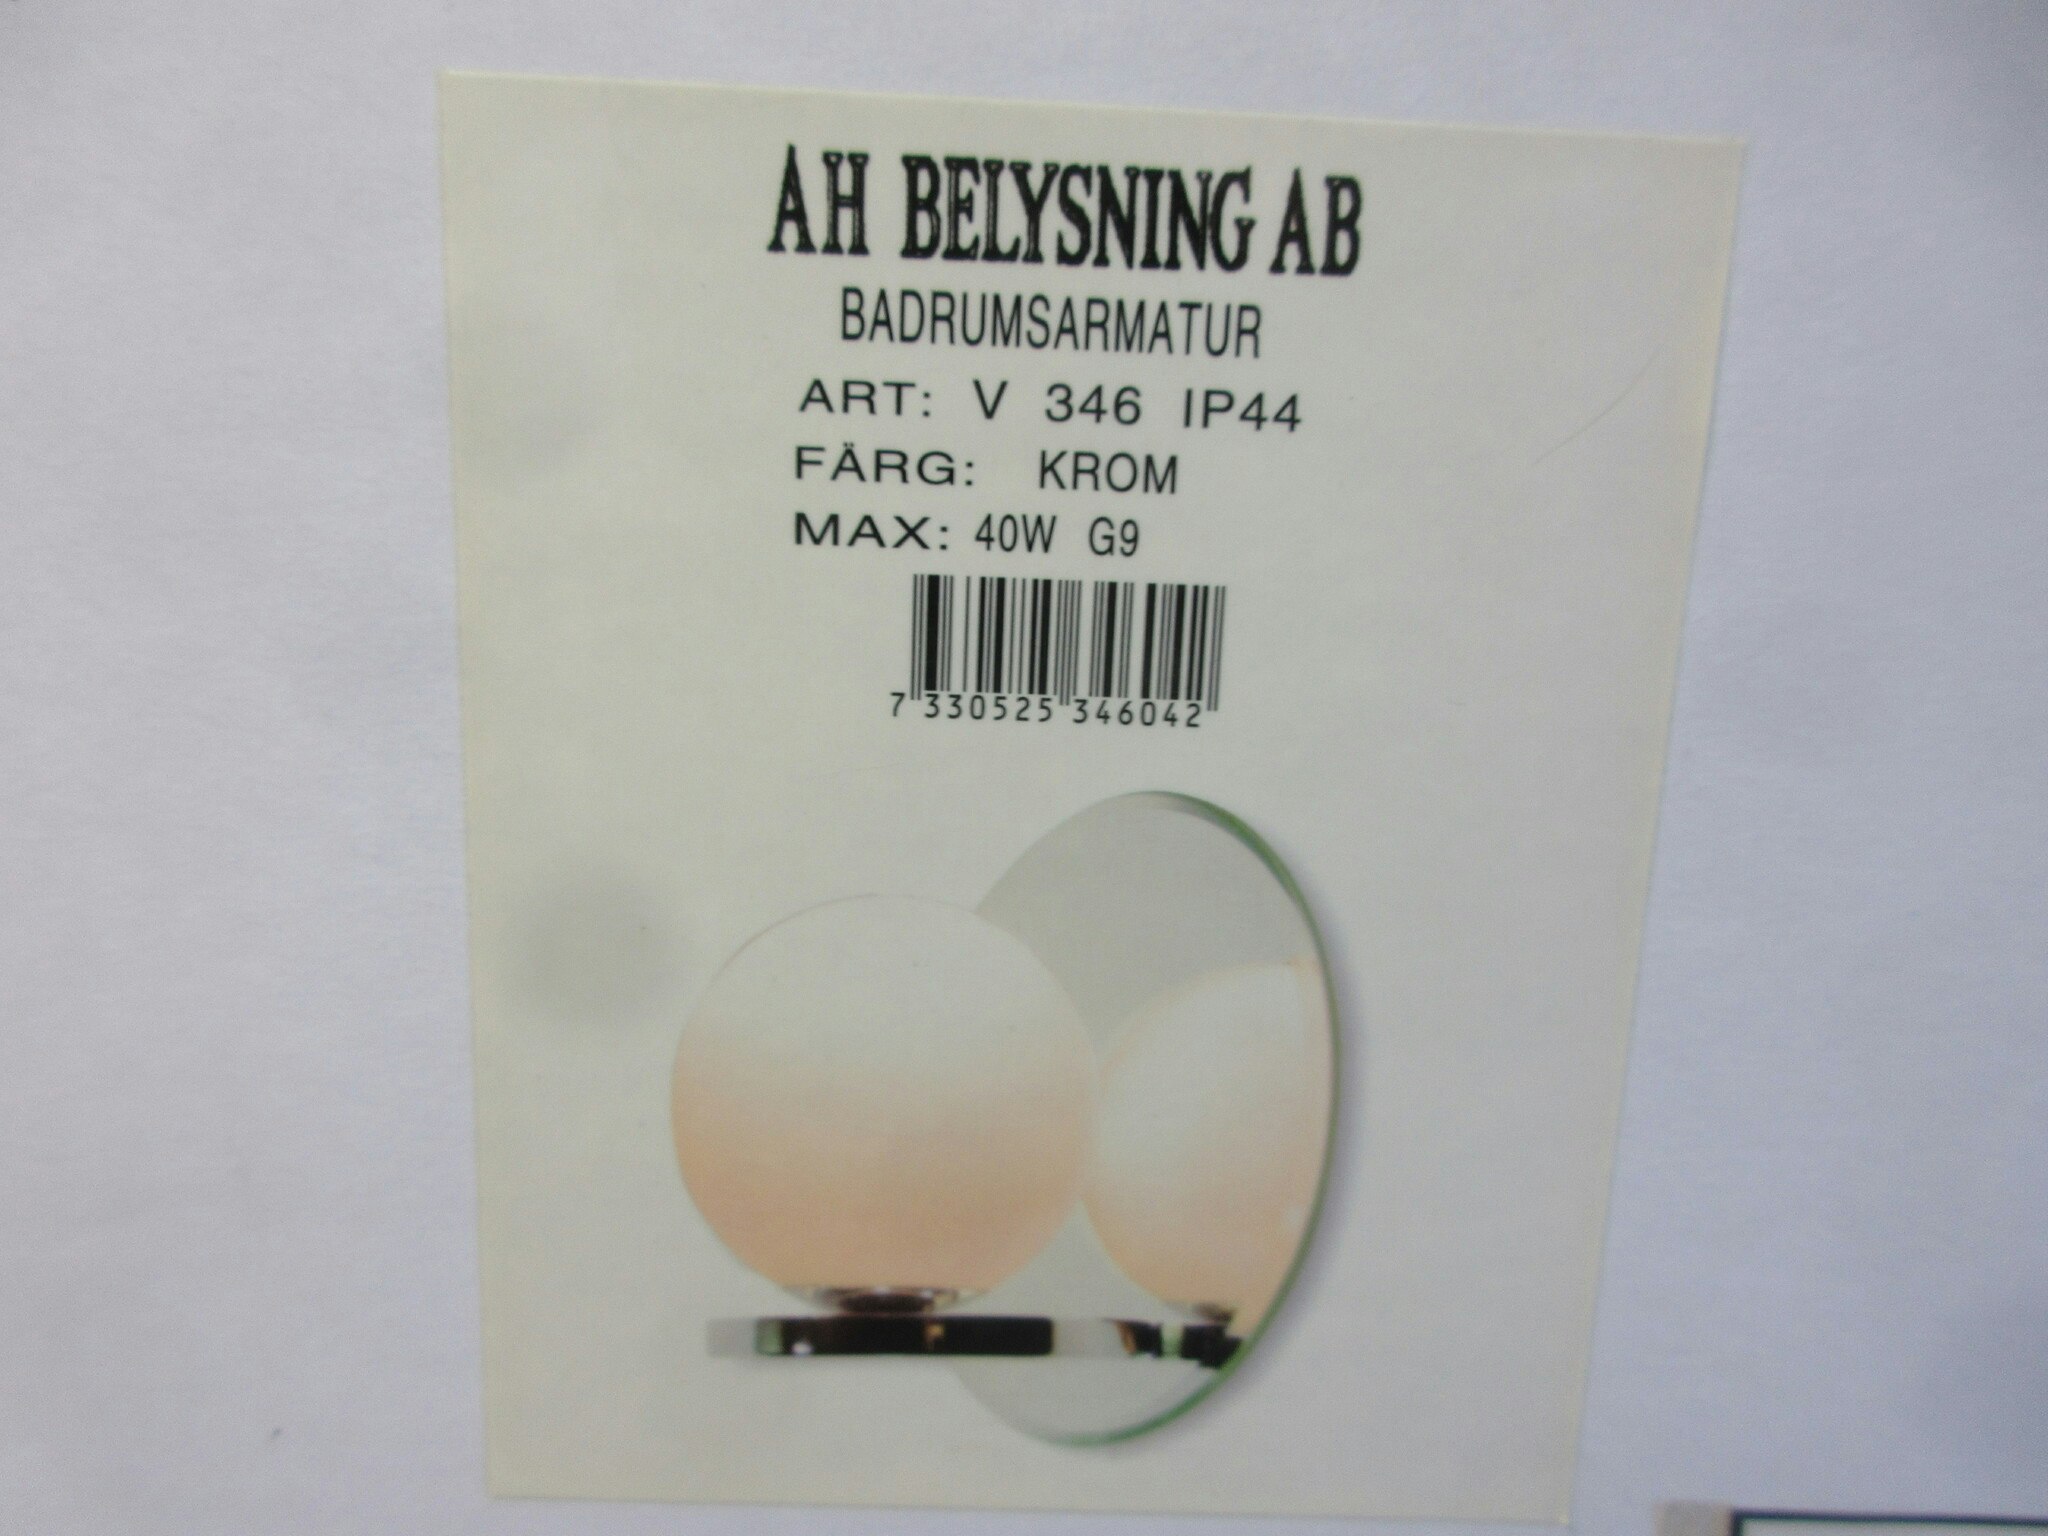 AH BELYSNING AB
BADRUMSARMATUR
ART: V 346 IP44
FÄRG: KROM
MAX: 40W G9
7 330525 346042